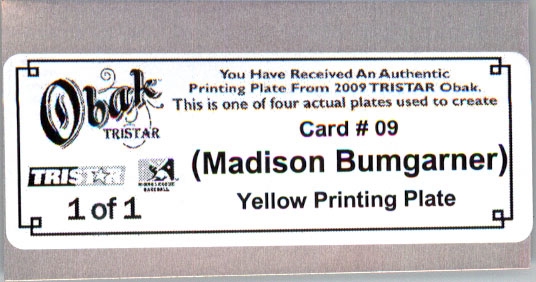 Obak
TRISTAR
You Have Received An Authentic
Printing Plate From 2009 TRISTAR Obak.
This is one of four actual plates used to create
Card # 09
(Madison Bumgarner)
Yellow Printing Plate
TRISTAR
MINOR LEAGUE
BASEBALL
1 of 1